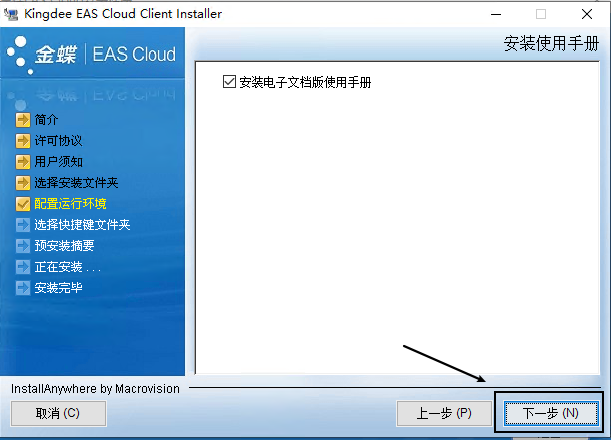 Kingdee EAS Cloud Client Installer
金蝶 EAS Cloud
安装使用手册
安装电子文档版使用手册
简介
许可协议
用户须知
选择安装文件夹
配置运行环境
选择快捷键文件夹
预安装摘要
正在安装 . . .
安装完毕
InstallAnywhere by Macrovision
取消 (C)
上一步 (P)
下一步 (N)